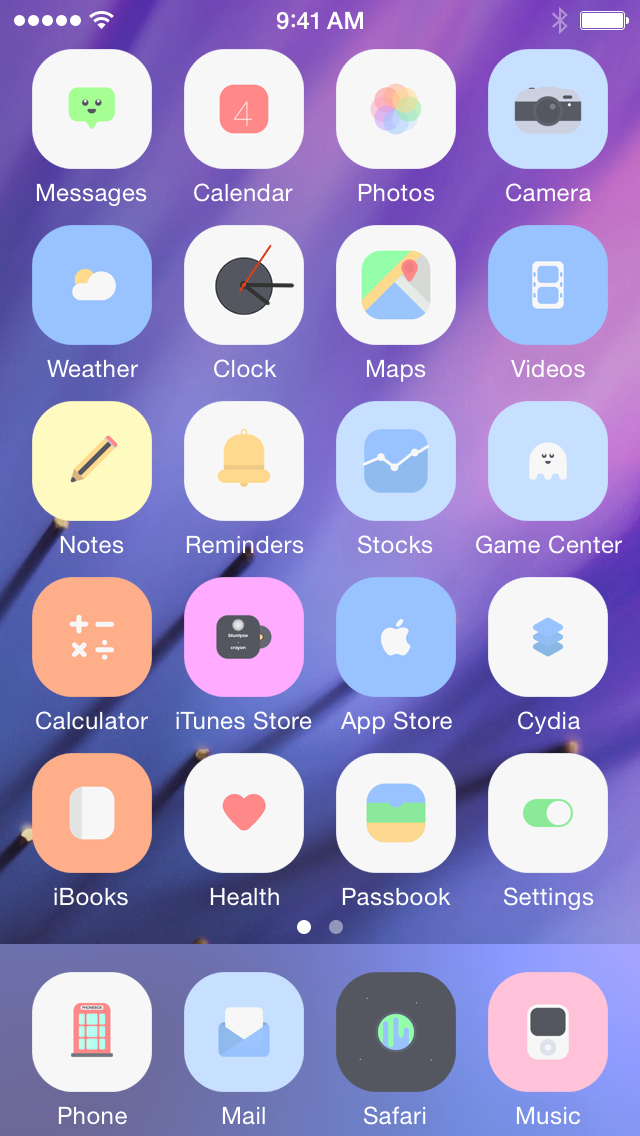 9:41 AM
4
Messages
Calendar
Photos
Camera
Weather
Clock
Maps
Videos
Notes
Reminders
Stocks
Game Center
blurripox
crayon
Calculator
iTunes Store
App Store
Cydia
iBooks
Health
Passbook
Settings
PHONEBOX
Phone
Mail
Safari
Music